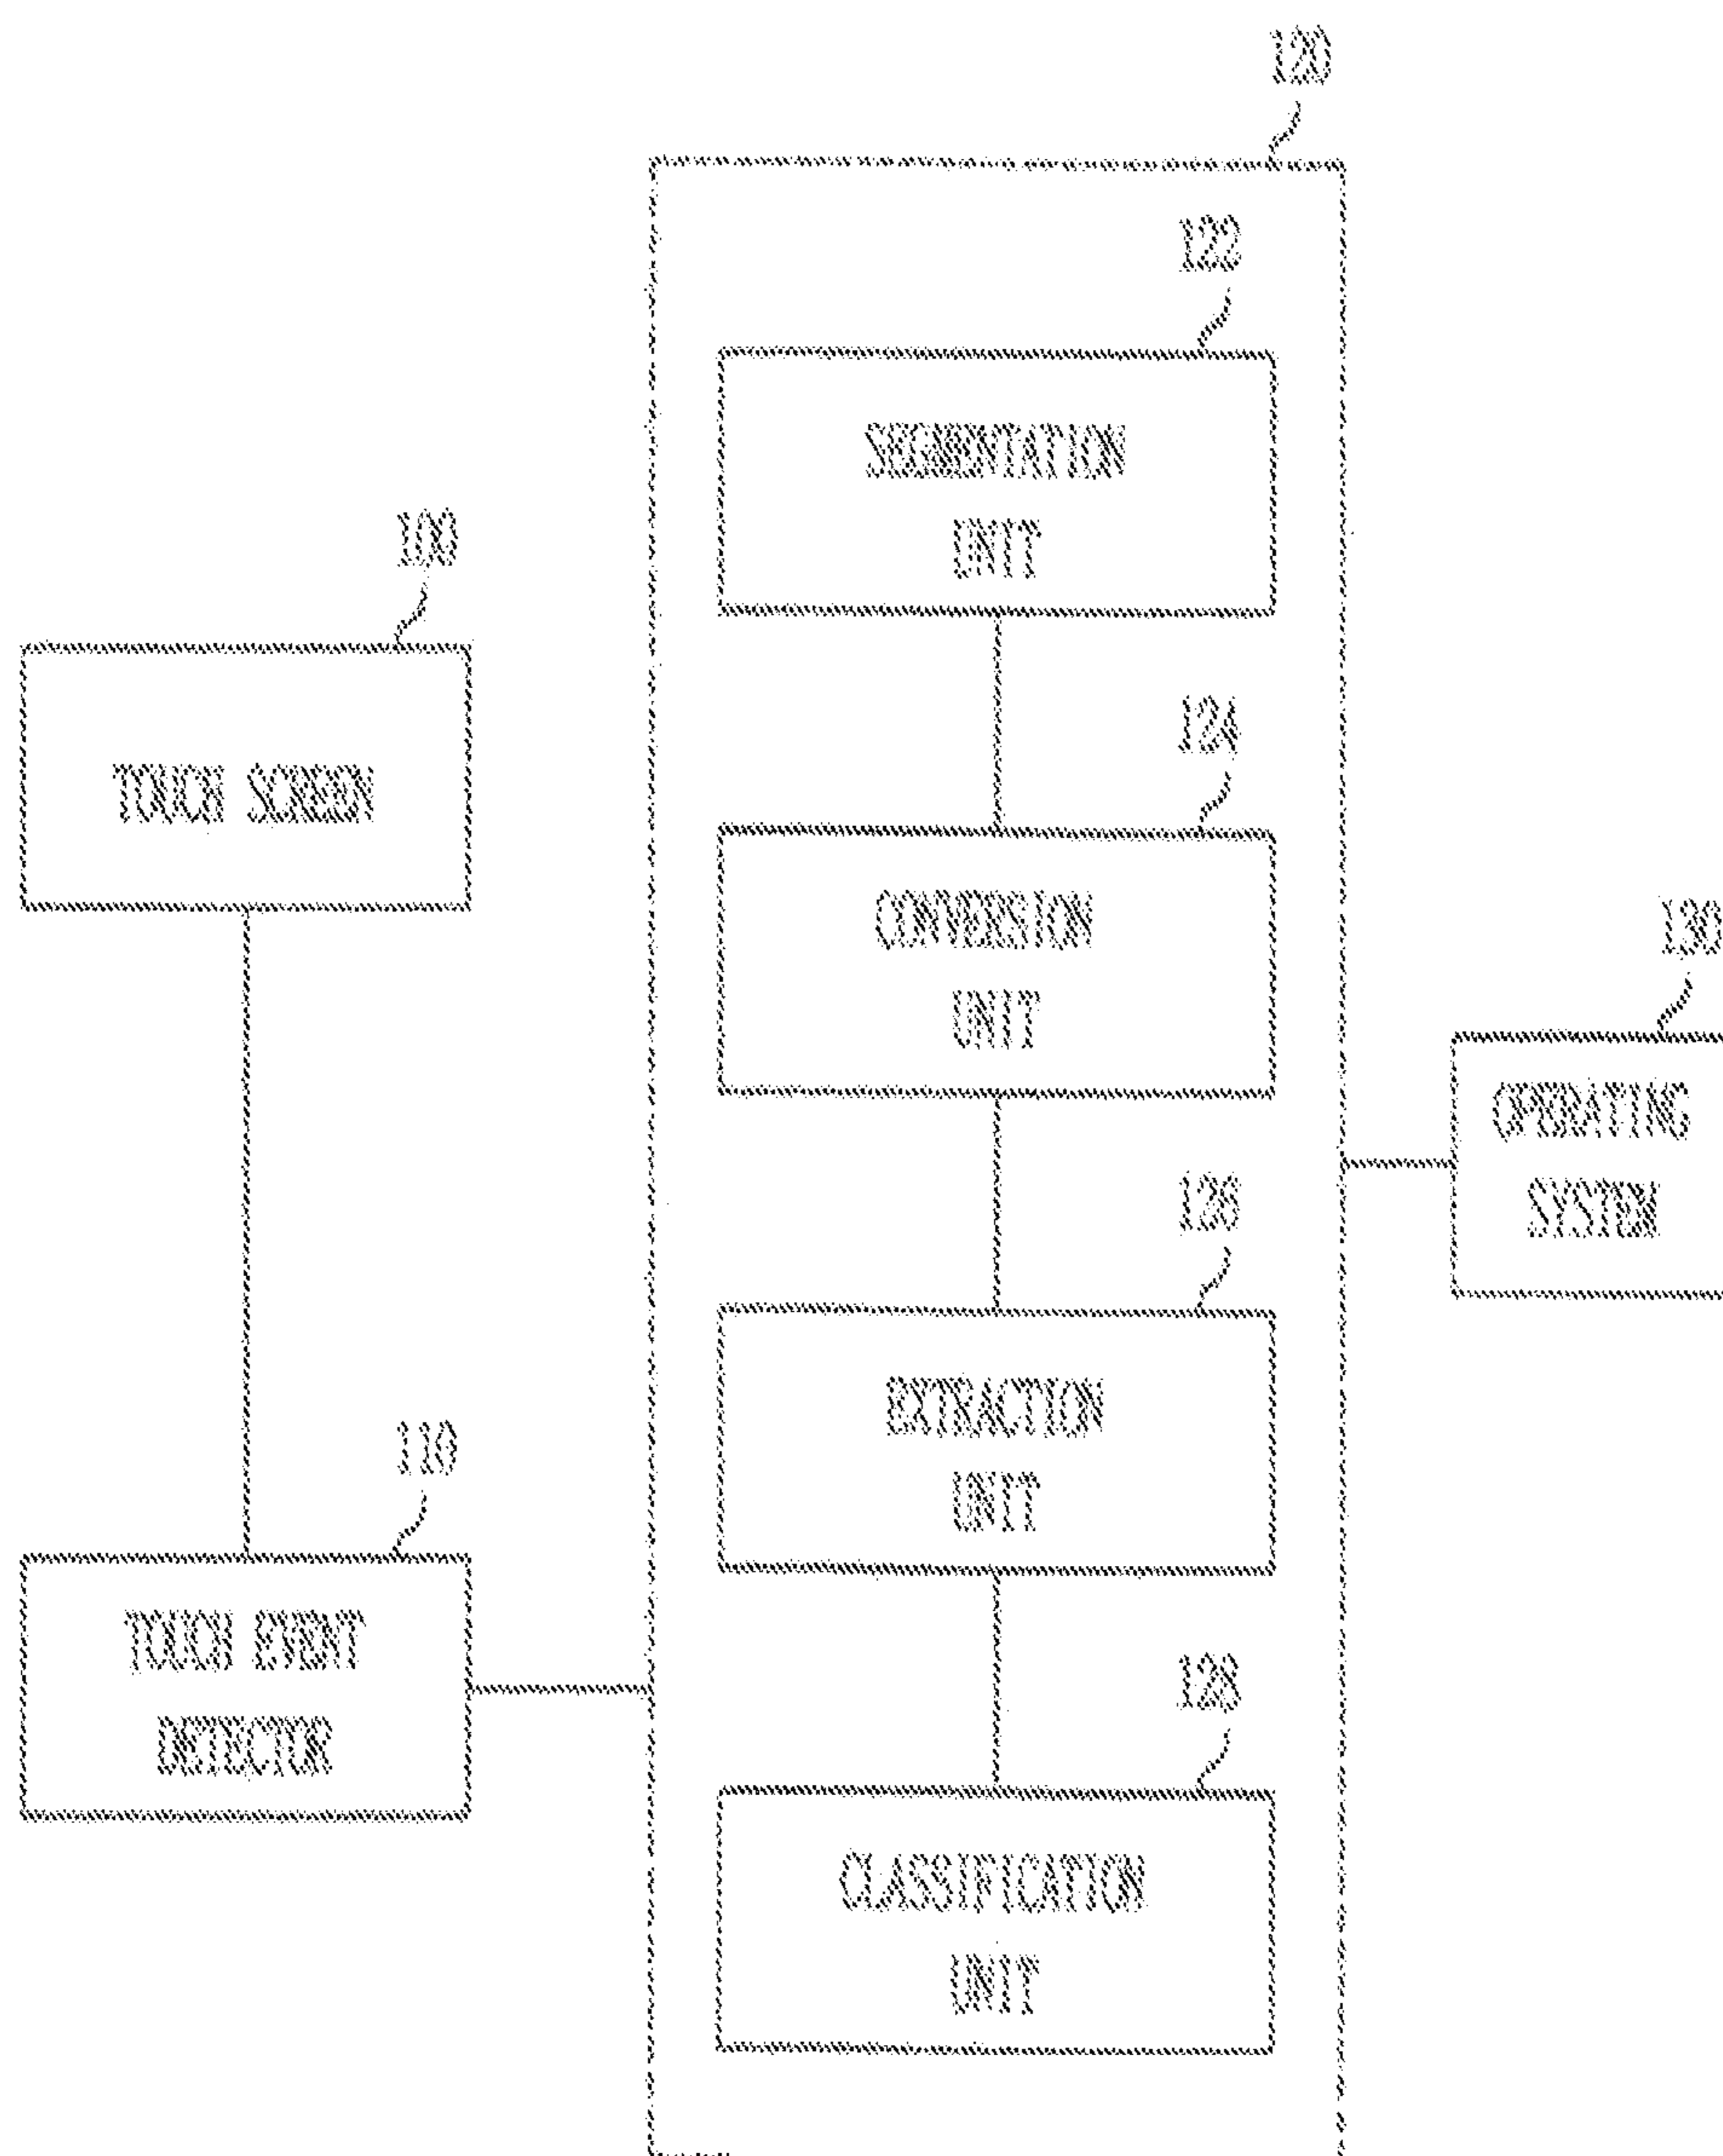 120
122
SEGMENTATION
UNIT
100
TOUCH SCREEN
124
CONVERSION
UNIT
130
OPERATING
SYSTEM
126
EXTRACTION
UNIT
110
TOUCH EVENT
DETECTOR
128
CLASSIFICATION
UNIT